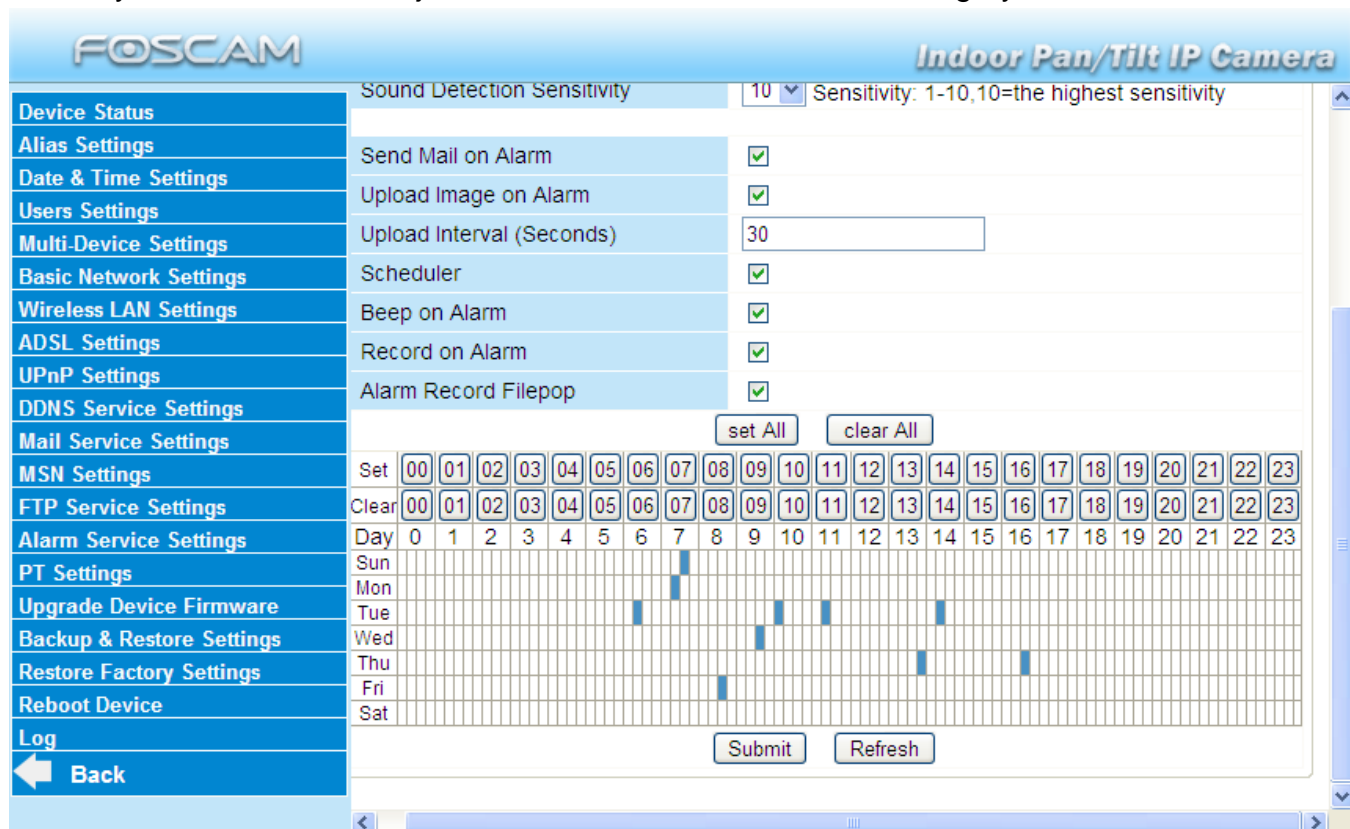 FOSCAM
Indoor Pan/Tilt IP Camera
Device Status
Alias Settings
Date & Time Settings
Users Settings
Multi-Device Settings
Basic Network Settings
Wireless LAN Settings
ADSL Settings
UPnP Settings
DDNS Service Settings
Mail Service Settings
MSN Settings
FTP Service Settings
Alarm Service Settings
PT Settings
Upgrade Device Firmware
Backup & Restore Settings
Restore Factory Settings
Reboot Device
Log
Back
Sound Detection Sensitivity 10 Sensitivity: 1-10,10=the highest sensitivity
Send Mail on Alarm
Upload Image on Alarm
Upload Interval (Seconds) 30
Scheduler
Beep on Alarm
Record on Alarm
Alarm Record Filepop
set All clear All
Set 00 01 02 03 04 05 06 07 08 09 10 11 12 13 14 15 16 17 18 19 20 21 22 23
Clear 00 01 02 03 04 05 06 07 08 09 10 11 12 13 14 15 16 17 18 19 20 21 22 23
Day 0 1 2 3 4 5 6 7 8 9 10 11 12 13 14 15 16 17 18 19 20 21 22 23
Sun
Mon
Tue
Wed
Thu
Fri
Sat
Submit Refresh